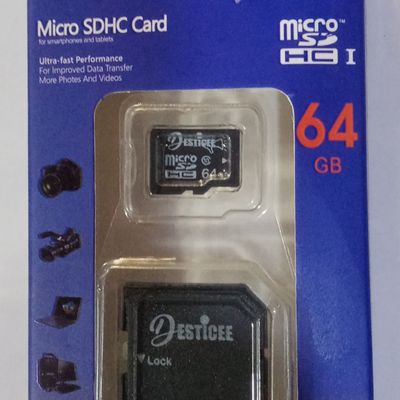 Micro SDHC Card
for smartphones and tablets
Ultra-fast Performance
For Improved Data Transfer
More Photos And Videos
micro
SD
HC I
64
GB
DESTICEE
micro
SD
HC 64
DESTICEE
Lock